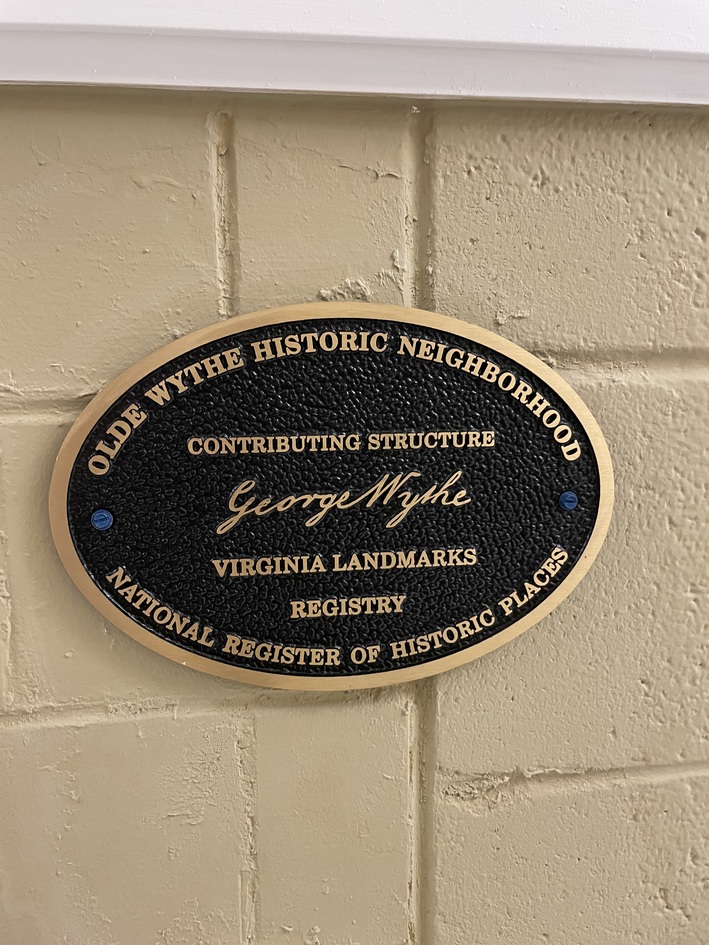 OLDE WYTHE HISTORIC NEIGHBORHOOD
CONTRIBUTING STRUCTURE
George Wythe
VIRGINIA LANDMARKS
REGISTRY
NATIONAL REGISTER OF HISTORIC PLACES